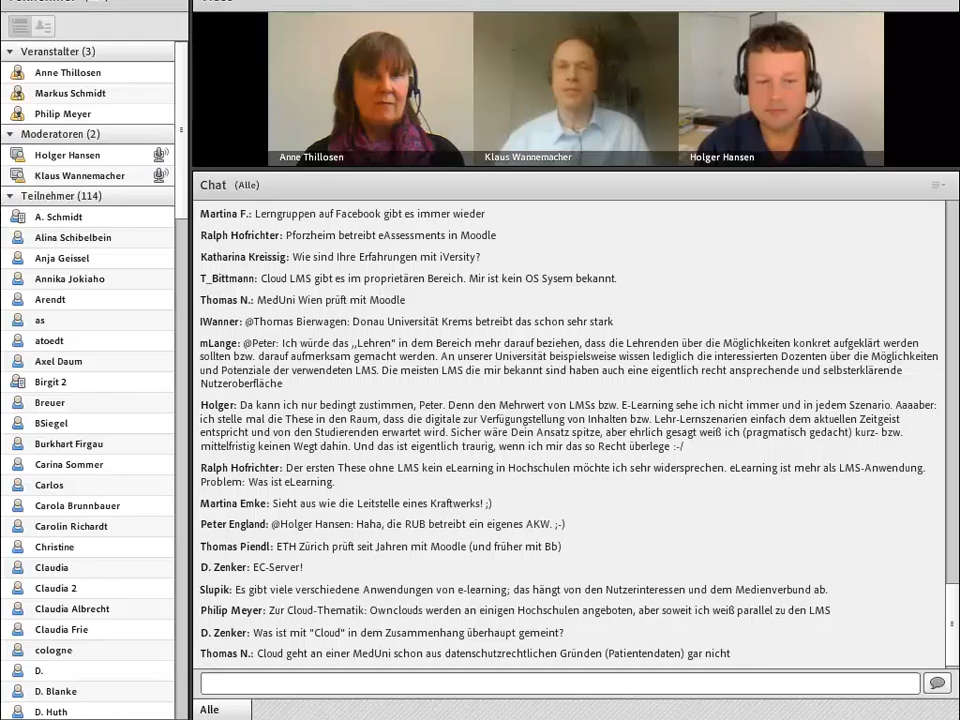 Veranstalter (3)
Anne Thillosen
Markus Schmidt
Philip Meyer
Moderatoren (2)
Holger Hansen
Klaus Wannemacher
Teilnehmer (114)
A. Schmidt
Alina Schibelbein
Anja Geissel
Annika Jokiaho
Arendt
as
atoedt
Axel Daum
Birgit 2
Breuer
BSiegel
Burkhart Firgau
Carina Sommer
Carlos
Carola Brunnbauer
Carolin Richardt
Christine
Claudia
Claudia 2
Claudia Albrecht
Claudia Frie
cologne
D.
D. Blanke
D. Huth
Anne Thillosen
Klaus Wannemacher
Holger Hansen
Chat (Alle)
Martina F.: Lerngruppen auf Facebook gibt es immer wieder
Ralph Hofrichter: Pforzheim betreibt eAssessments in Moodle
Katharina Kreissig: Wie sind Ihre Erfahrungen mit iVersity?
T_Bittmann: Cloud LMS gibt es im proprietären Bereich. Mir ist kein OS Sysem bekannt.
Thomas N.: MedUni Wien prüft mit Moodle
IWanner: @Thomas Bierwagen: Donau Universität Krems betreibt das schon sehr stark
mLange: @Peter: Ich würde das ,,Lehren" in dem Bereich mehr darauf beziehen, dass die Lehrenden über die Möglichkeiten konkret aufgeklärt werden
sollten bzw. darauf aufmerksam gemacht werden. An unserer Universität beispielsweise wissen lediglich die interessierten Dozenten über die Möglichkeiten
und Potenziale der verwendeten LMS. Die meisten LMS die mir bekannt sind haben auch eine eigentlich recht ansprechende und selbsterklärende
Nutzeroberfläche
Holger: Da kann ich nur bedingt zustimmen, Peter. Denn den Mehrwert von LMSs bzw. E-Learning sehe ich nicht immer und in jedem Szenario. Aaaaber:
ich stelle mal die These in den Raum, dass die digitale zur Verfügungstellung von Inhalten bzw. Lehr-Lernszenarien einfach dem aktuellen Zeitgeist
entspricht und von den Studierenden erwartet wird. Sicher wäre Dein Ansatz spitze, aber ehrlich gesagt weiß ich (pragmatisch gedacht) kurz- bzw.
mittelfristig keinen Weg dahin. Und das ist eigentlich traurig, wenn ich mir das so Recht überlege :-/
Ralph Hofrichter: Der ersten These ohne LMS kein eLearning in Hochschulen möchte ich sehr widersprechen. eLearning ist mehr als LMS-Anwendung.
Problem: Was ist eLearning.
Martina Emke: Sieht aus wie die Leitstelle eines Kraftwerks! ;)
Peter England: @Holger Hansen: Haha, die RUB betreibt ein eigenes AKW. ;-)
Thomas Piendl: ETH Zürich prüft seit Jahren mit Moodle (und früher mit Bb)
D. Zenker: EC-Server!
Slupik: Es gibt viele verschiedene Anwendungen von e-learning; das hängt von den Nutzerinteressen und dem Medienverbund ab.
Philip Meyer: Zur Cloud-Thematik: Ownclouds werden an einigen Hochschulen angeboten, aber soweit ich weiß parallel zu den LMS
D. Zenker: Was ist mit "Cloud" in dem Zusammenhang überhaupt gemeint?
Thomas N.: Cloud geht an einer MedUni schon aus datenschutzrechtlichen Gründen (Patientendaten) gar nicht
Alle